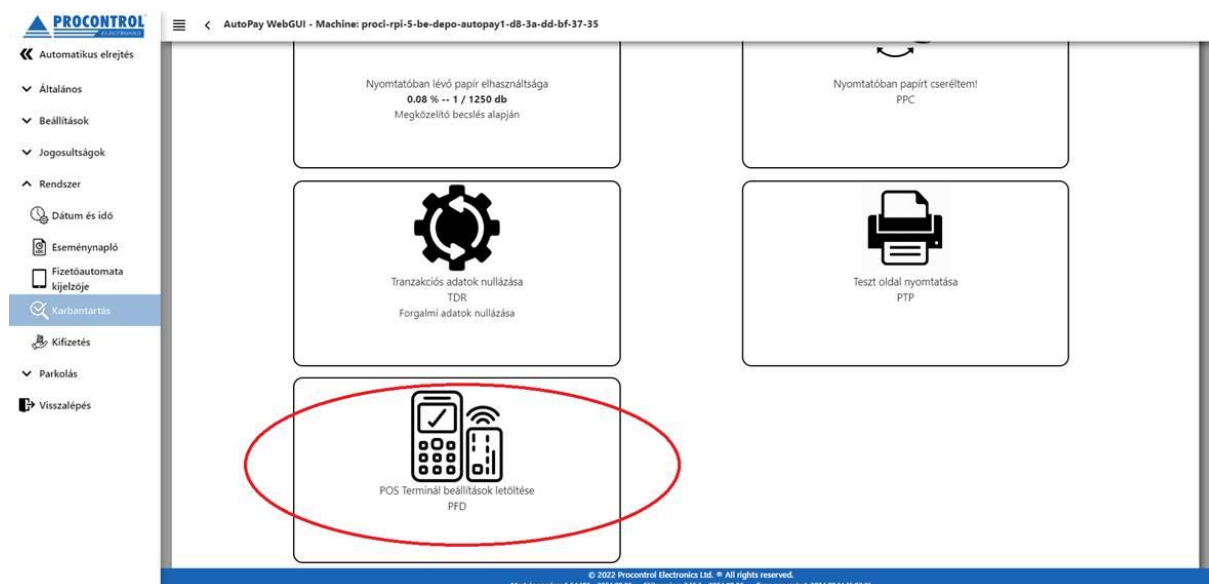 PROCONTROL
ELECTRONICS
AutoPay WebGUI - Machine: proci-rpi-5-be-depo-autopay1-d8-3a-dd-bf-37-35
Automatikus elrejtés
Általános
Beállítások
Jogosultságok
Rendszer
Dátum és idő
Eseménynapló
Fizetőautomata
kijelzője
Karbantartás
Kifizetés
Parkolás
Visszalépés
Nyomtatóban lévő papír elhasználtsága
0.08 % -- 1 / 1250 db
Megközelítő becslés alapján
Nyomtatóban papírt cseréltem!
PPC
Tranzakciós adatok nullázása
TDR
Forgalmi adatok nullázása
Teszt oldal nyomtatása
PTP
POS Terminál beállítások letöltése
PFD
© 2022 Procontrol Electronics Ltd. ® All rights reserved.